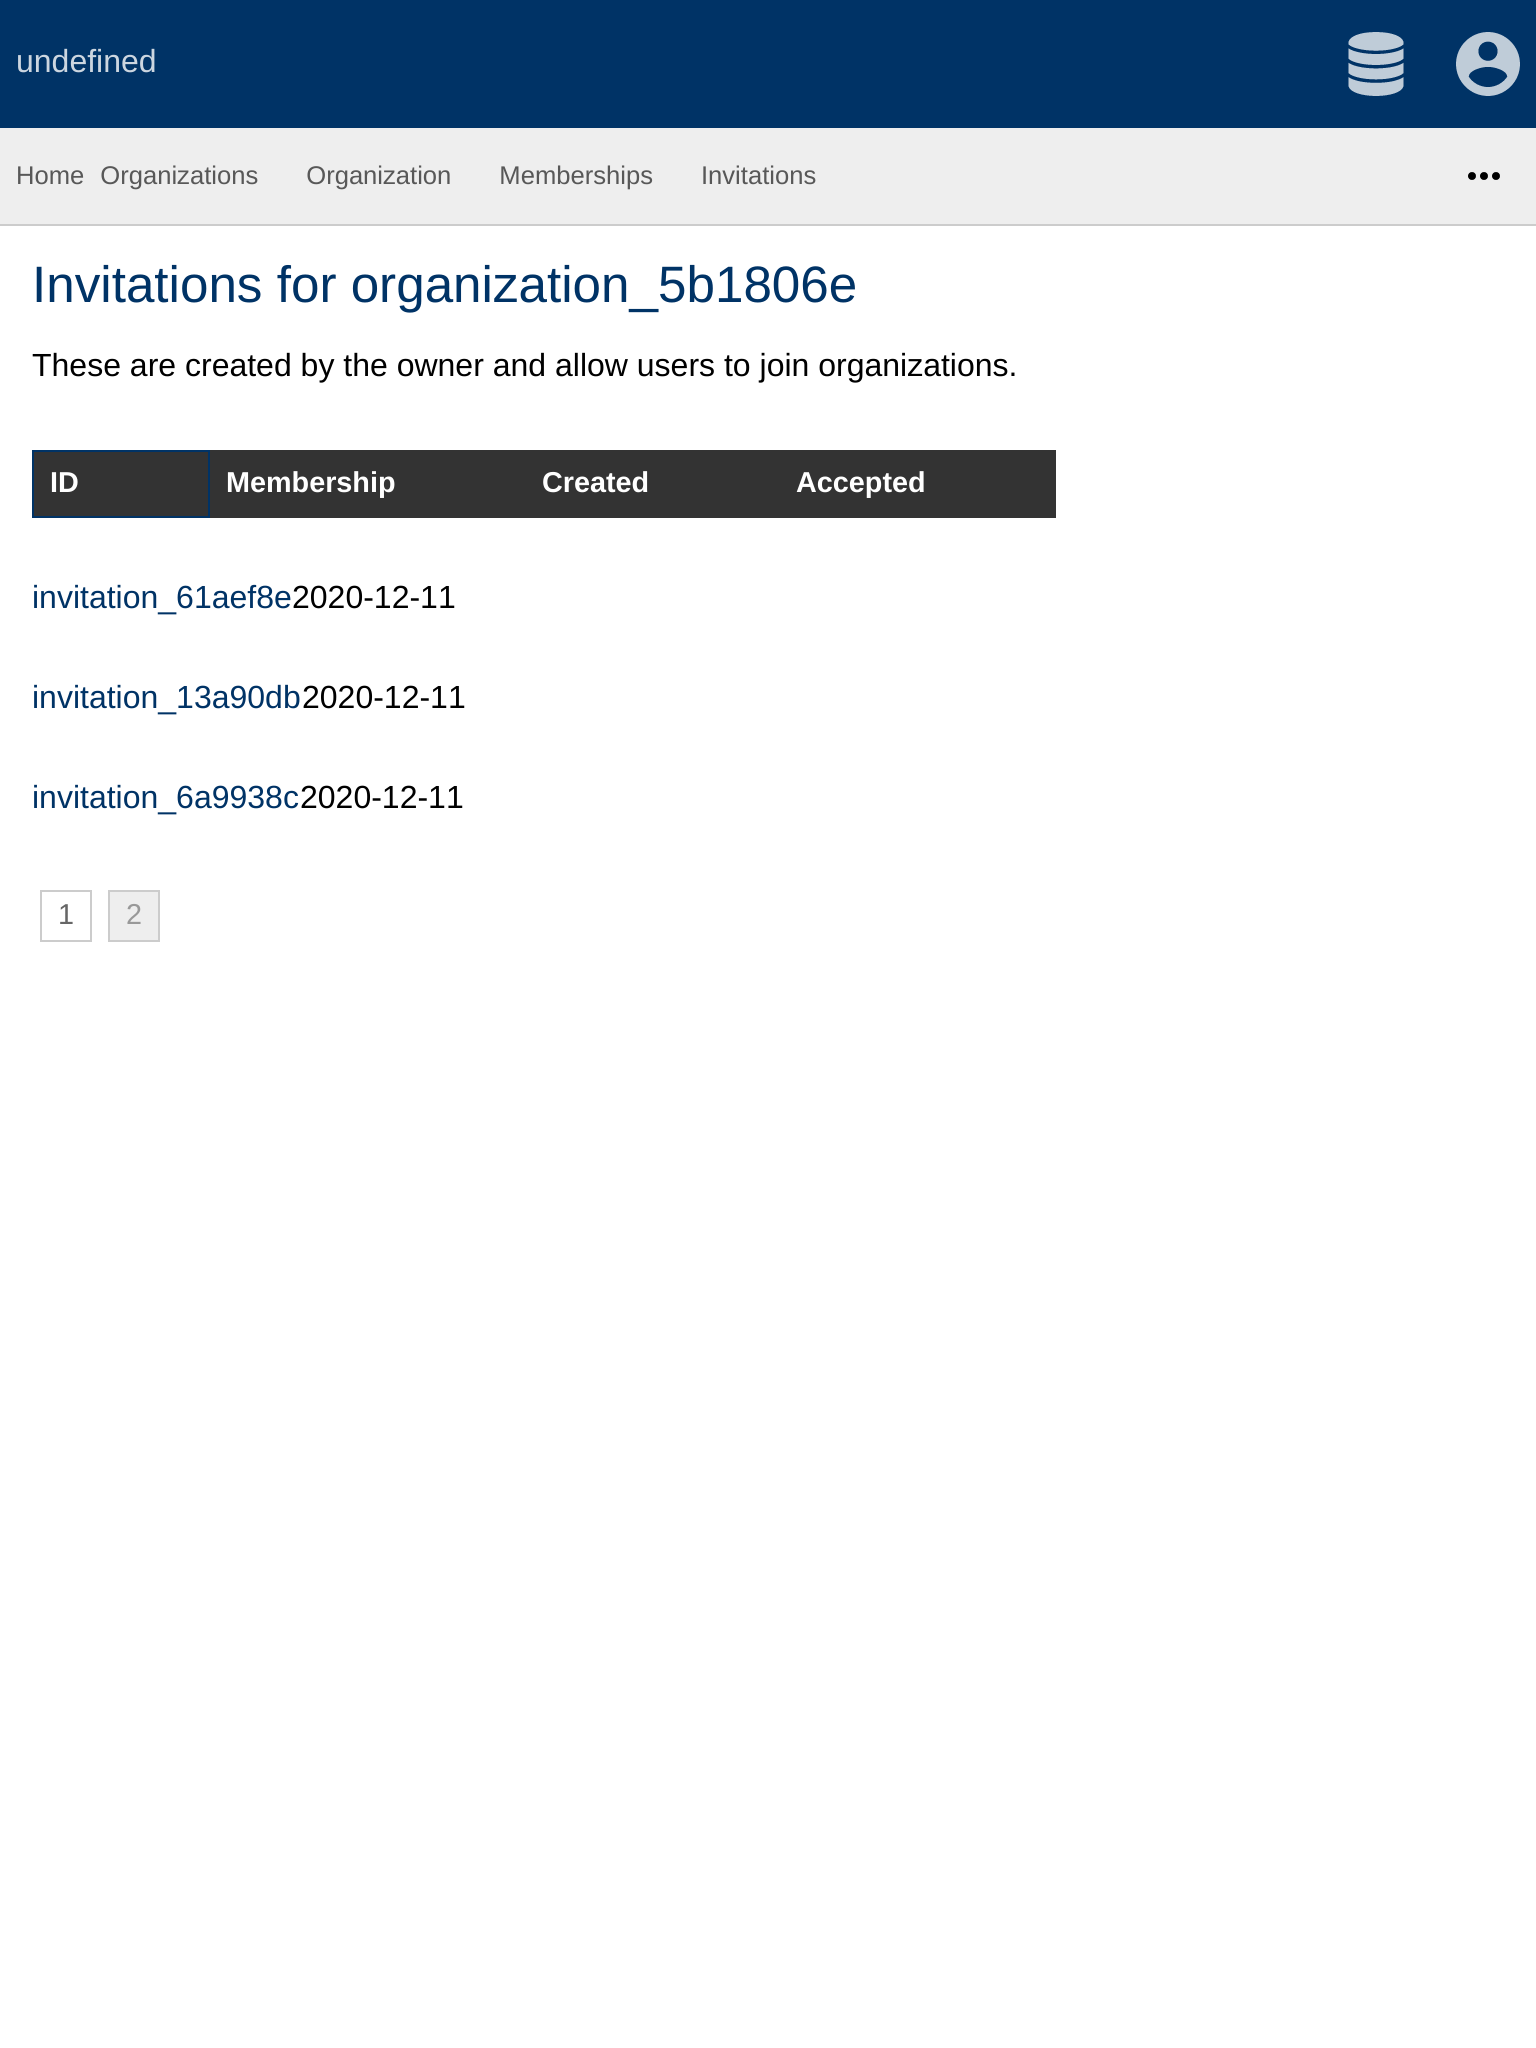 undefined
Home Organizations Organization Memberships Invitations •••
Invitations for organization_5b1806e
These are created by the owner and allow users to join organizations.
ID Membership Created Accepted
invitation_61aef8e2020-12-11
invitation_13a90db2020-12-11
invitation_6a9938c2020-12-11
1 2